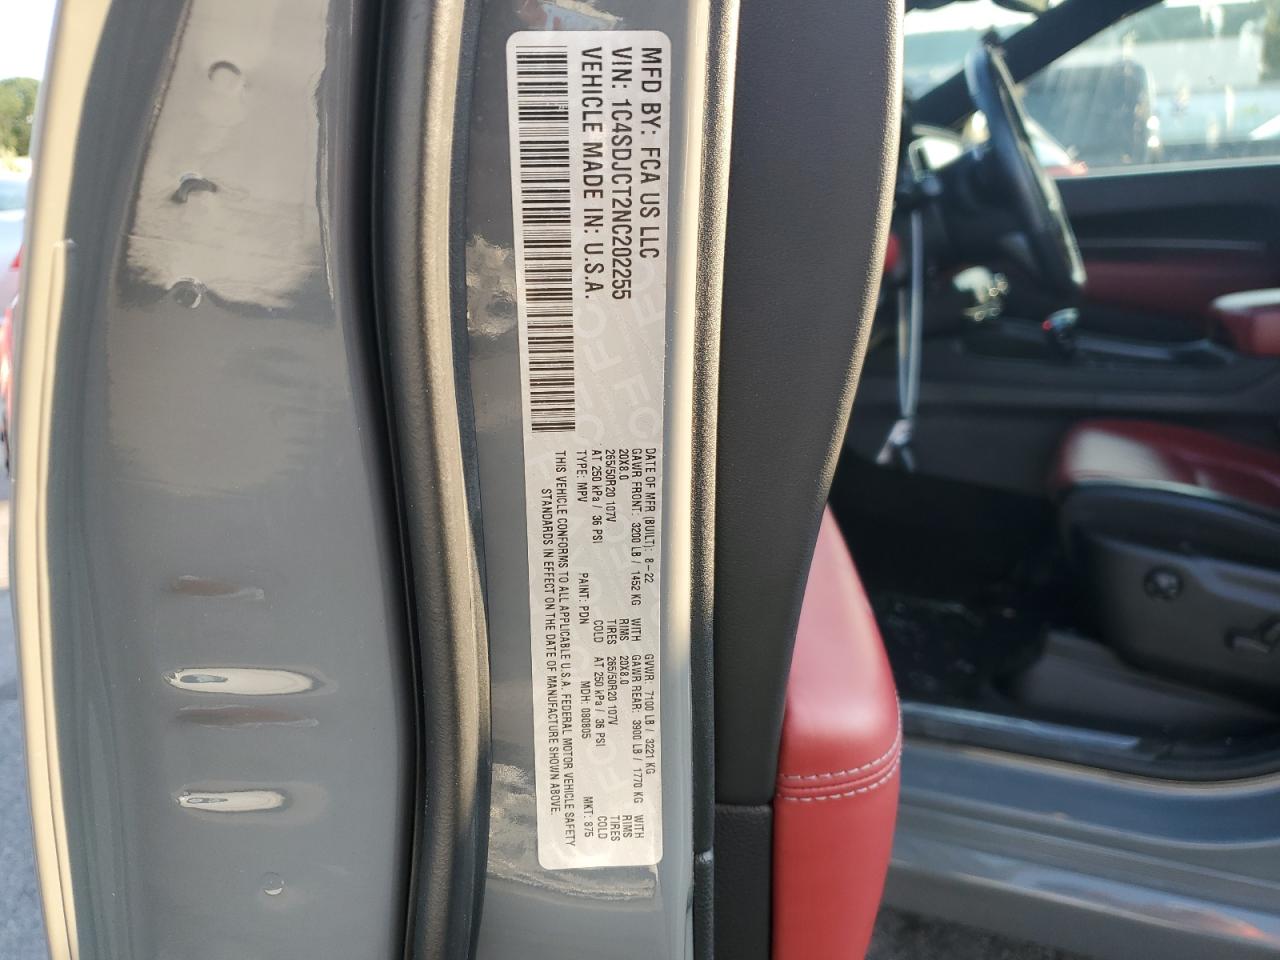 MFD BY: FCA US LLC
VIN: 1C4SDJCT2NC202255
VEHICLE MADE IN: U.S.A.
DATE OF MFR (BUILT): 8-22 GVWR: 7100 LB / 3221 KG
GAWR FRONT: 3200 LB / 1452 KG WITH GAWR REAR: 3900 LB / 1770 KG WITH
20X8.0 RIMS 20X8.0 RIMS
265/50R20 107V TIRES 265/50R20 107V TIRES
AT 250 kPa / 36 PSI COLD AT 250 kPa / 36 PSI COLD
TYPE: MPV PAINT: PDN MDH: 080805 MKT: 875
THIS VEHICLE CONFORMS TO ALL APPLICABLE U.S.A. FEDERAL MOTOR VEHICLE SAFETY
STANDARDS IN EFFECT ON THE DATE OF MANUFACTURE SHOWN ABOVE.